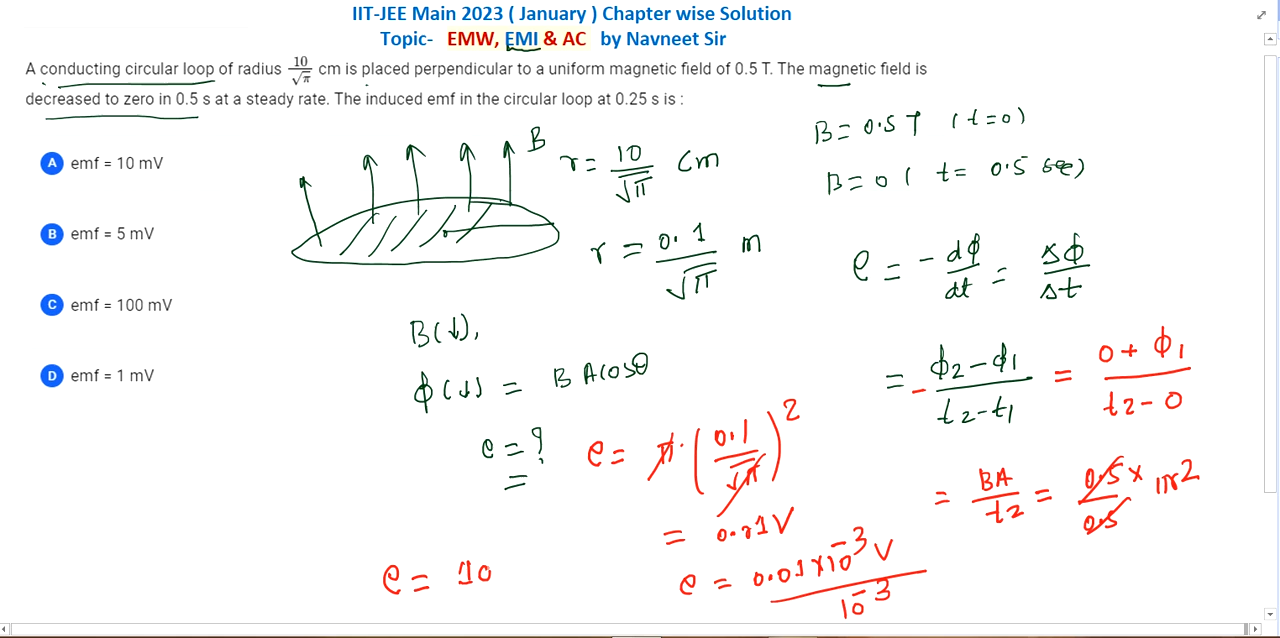 IIT-JEE Main 2023 ( January ) Chapter wise Solution
Topic- EMW, EMI & AC by Navneet Sir
A conducting circular loop of radius 10/√π cm is placed perpendicular to a uniform magnetic field of 0.5 T. The magnetic field is
decreased to zero in 0.5 s at a steady rate. The induced emf in the circular loop at 0.25 s is :
A emf = 10 mV
B emf = 5 mV
C emf = 100 mV
D emf = 1 mV
B
r = 10/√π cm
r = 0.1/√π m
B = 0.5 T (t=0)
B = 0 ( t = 0.5 sec)
e = - dϕ/dt = Δϕ/Δt
B(↓),
ϕ(↓) = BA cosθ
= - ϕ2-ϕ1/t2-t1 = 0+ϕ1/t2-0
e = ?
e = π·(0.1/√π)2
= BA/t2 = 0.5×πr2/0.5
= 0.01V
e = 0.01×10-3 V/10-3
e = 10